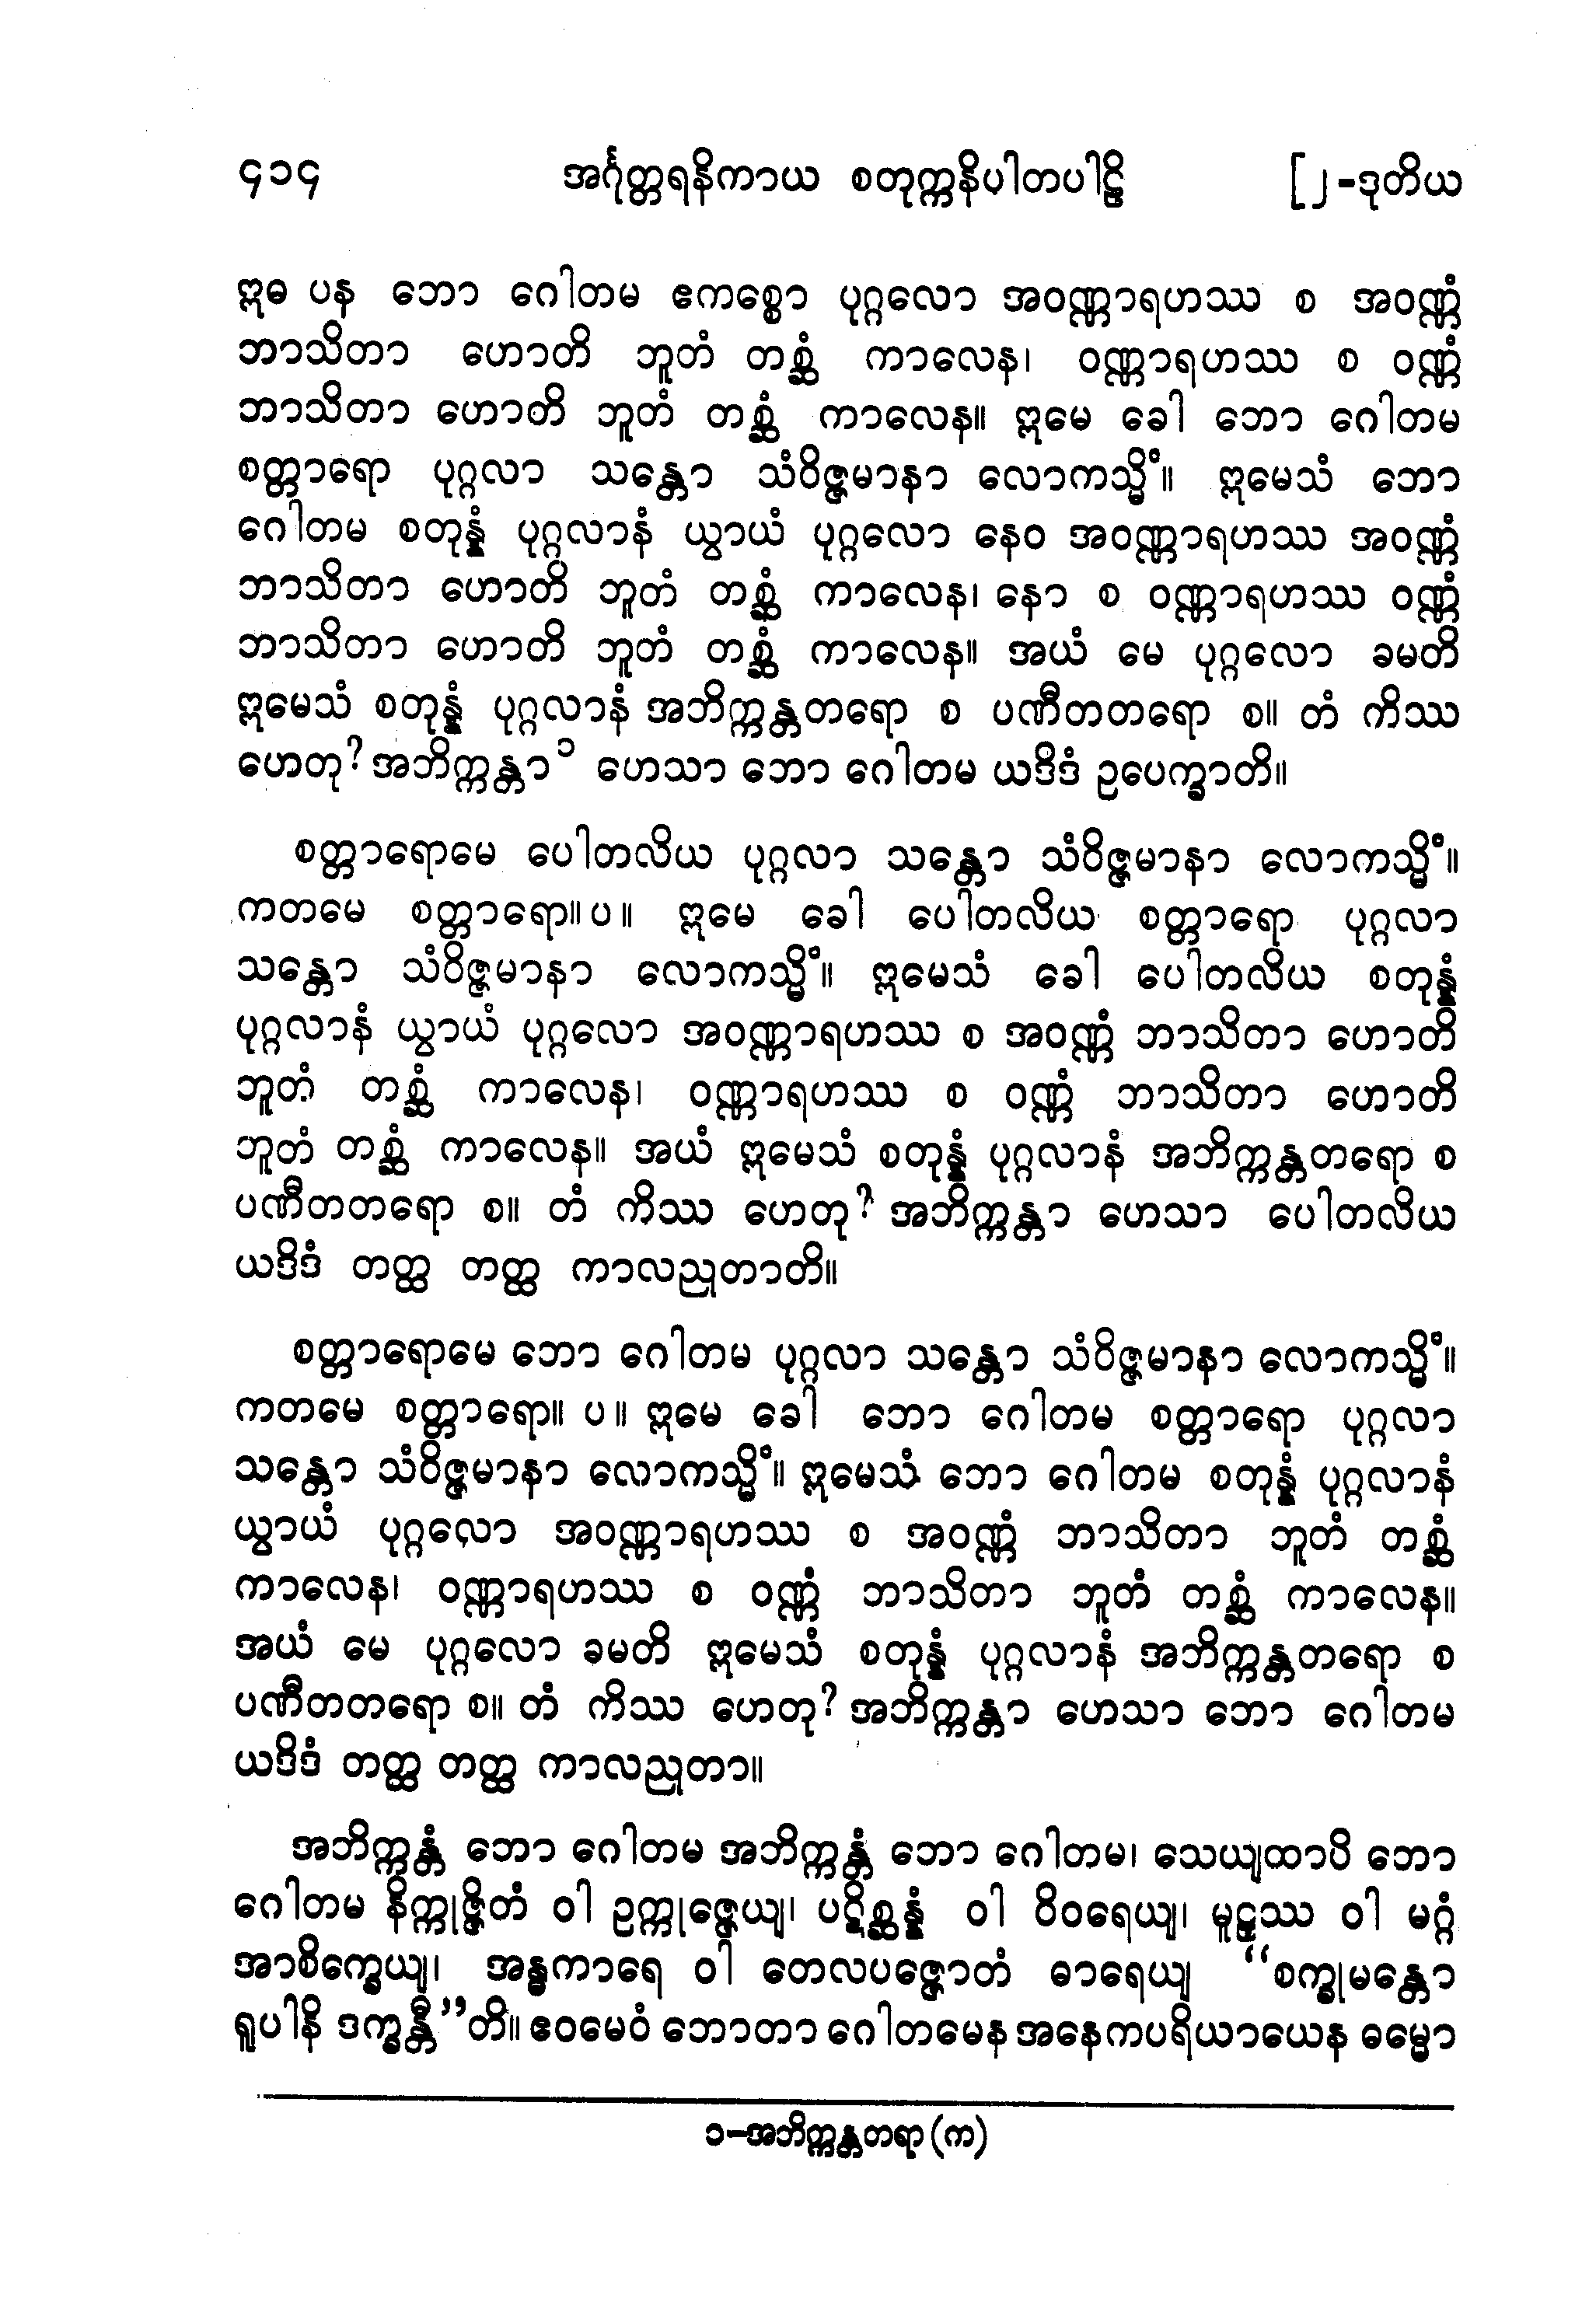 ၄၁၄ အင်္ဂုတ္တရနိကာယ စတုက္ကနိပါတပါဠိ [၂-ဒုတိယ
ဣဓ ပန ဘော ဂေါတမ ဧကစ္စော ပုဂ္ဂလော အဝဏ္ဏာရဟဿ စ အဝဏ္ဏံ
ဘာသိတာ ဟောတိ ဘူတံ တစ္ဆံ ကာလေန၊ ဝဏ္ဏာရဟဿ စ ဝဏ္ဏံ
ဘာသိတာ ဟောတိ ဘူတံ တစ္ဆံ ကာလေန။ ဣမေ ခေါ ဘော ဂေါတမ
စတ္တာရော ပုဂ္ဂလာ သန္တော သံဝိဇ္ဇမာနာ လောကသ္မိံ။ ဣမေသံ ဘော
ဂေါတမ စတုန္နံ ပုဂ္ဂလာနံ ယွာယံ ပုဂ္ဂလော နေဝ အဝဏ္ဏာရဟဿ အဝဏ္ဏံ
ဘာသိတာ ဟောတိ ဘူတံ တစ္ဆံ ကာလေန၊ နော စ ဝဏ္ဏာရဟဿ ဝဏ္ဏံ
ဘာသိတာ ဟောတိ ဘူတံ တစ္ဆံ ကာလေန။ အယံ မေ ပုဂ္ဂလော ခမတိ
ဣမေသံ စတုန္နံ ပုဂ္ဂလာနံ အဘိက္ကန္တတရော စ ပဏီတတရော စ။ တံ ကိဿ
ဟေတု? အဘိက္ကန္တာ ၁ ဟေသာ ဘော ဂေါတမ ယဒိဒံ ဥပေက္ခာတိ။
စတ္တာရောမေ ပေါတလိယ ပုဂ္ဂလာ သန္တော သံဝိဇ္ဇမာနာ လောကသ္မိံ။
ကတမေ စတ္တာရော။ပ။ ဣမေ ခေါ ပေါတလိယ စတ္တာရော ပုဂ္ဂလာ
သန္တော သံဝိဇ္ဇမာနာ လောကသ္မိံ။ ဣမေသံ ခေါ ပေါတလိယ စတုန္နံ
ပုဂ္ဂလာနံ ယွာယံ ပုဂ္ဂလော အဝဏ္ဏာရဟဿ စ အဝဏ္ဏံ ဘာသိတာ ဟောတိ
ဘူတံ တစ္ဆံ ကာလေန၊ ဝဏ္ဏာရဟဿ စ ဝဏ္ဏံ ဘာသိတာ ဟောတိ
ဘူတံ တစ္ဆံ ကာလေန။ အယံ ဣမေသံ စတုန္နံ ပုဂ္ဂလာနံ အဘိက္ကန္တတရော စ
ပဏီတတရော စ။ တံ ကိဿ ဟေတု? အဘိက္ကန္တာ ဟေသာ ပေါတလိယ
ယဒိဒံ တတ္ထ တတ္ထ ကာလညုတာတိ။
စတ္တာရောမေ ဘော ဂေါတမ ပုဂ္ဂလာ သန္တော သံဝိဇ္ဇမာနာ လောကသ္မိံ။
ကတမေ စတ္တာရော။ ပ။ ဣမေ ခေါ ဘော ဂေါတမ စတ္တာရော ပုဂ္ဂလာ
သန္တော သံဝိဇ္ဇမာနာ လောကသ္မိံ။ ဣမေသံ ဘော ဂေါတမ စတုန္နံ ပုဂ္ဂလာနံ
ယွာယံ ပုဂ္ဂလော အဝဏ္ဏာရဟဿ စ အဝဏ္ဏံ ဘာသိတာ ဘူတံ တစ္ဆံ
ကာလေန၊ ဝဏ္ဏာရဟဿ စ ဝဏ္ဏံ ဘာသိတာ ဘူတံ တစ္ဆံ ကာလေန။
အယံ မေ ပုဂ္ဂလော ခမတိ ဣမေသံ စတုန္နံ ပုဂ္ဂလာနံ အဘိက္ကန္တတရော စ
ပဏီတတရော စ။ တံ ကိဿ ဟေတု? အဘိက္ကန္တာ ဟေသာ ဘော ဂေါတမ
ယဒိဒံ တတ္ထ တတ္ထ ကာလညုတာ။
အဘိက္ကန္တံ ဘော ဂေါတမ အဘိက္ကန္တံ ဘော ဂေါတမ၊ သေယျထာပိ ဘော
ဂေါတမ နိက္ကုဇ္ဇိတံ ဝါ ဥက္ကုဇ္ဇေယျ၊ ပဋိစ္ဆန္နံ ဝါ ဝိဝရေယျ၊ မူဠှဿ ဝါ မဂ္ဂံ
အာစိက္ခေယျ၊ အန္ဓကာရေ ဝါ တေလပဇ္ဇောတံ ဓာရေယျ “စက္ခုမန္တော
ရူပါနိ ဒက္ခန္တီ”တိ။ ဧဝမေဝံ ဘောတာ ဂေါတမေန အနေကပရိယာယေန ဓမ္မော
၁-အဘိက္ကန္တတရာ (က)